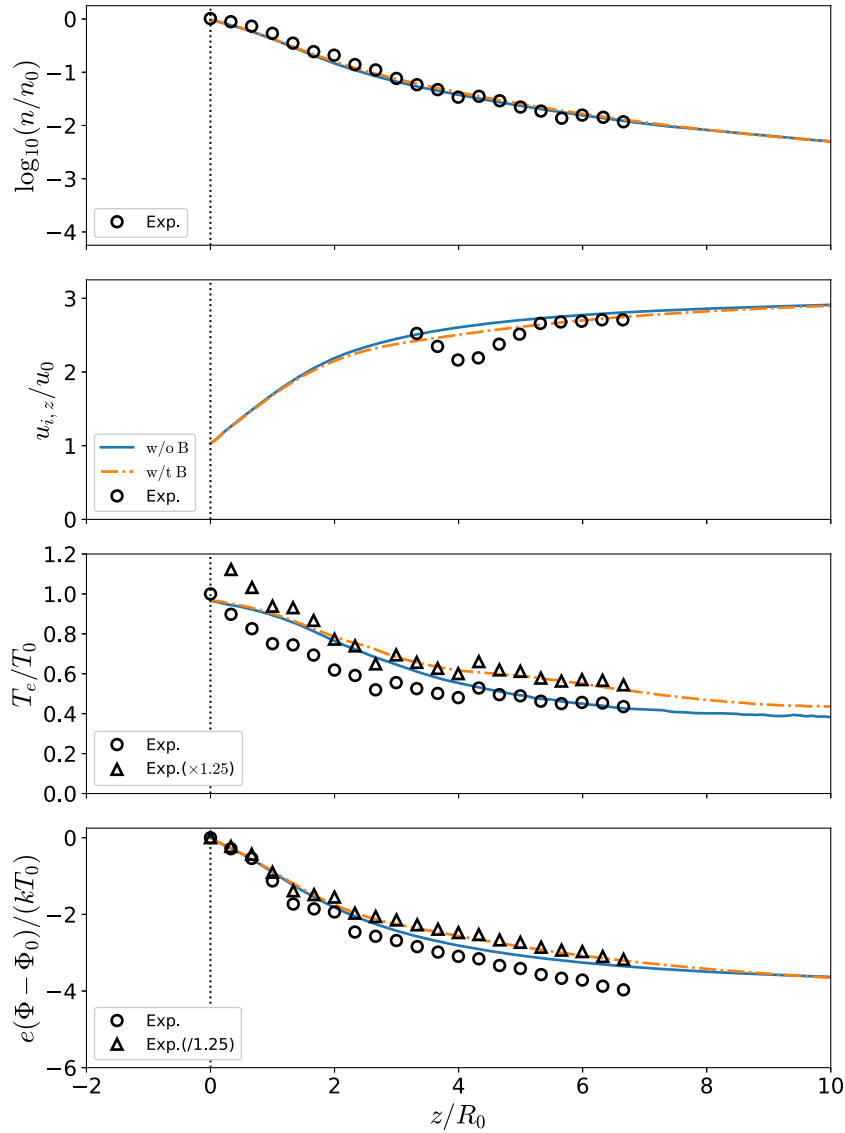 0
−1
−2
−3
−4
log₁₀(n/n₀)
Exp.
3
2
1
0
u_{i,z}/u₀
w/o B
w/t B
Exp.
1.2
1.0
0.8
0.6
0.4
0.2
0.0
T_e/T₀
Exp.
Exp.(×1.25)
0
−2
−4
−6
e(Φ − Φ₀)/(kT₀)
Exp.
Exp.(/1.25)
−2 0 2 4 6 8 10
z/R₀